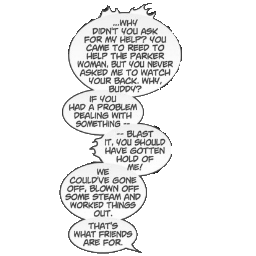 ...WHY
DIDN'T YOU ASK
FOR MY HELP? YOU
CAME TO REED TO
HELP THE PARKER
WOMAN, BUT YOU NEVER
ASKED ME TO WATCH
YOUR BACK. WHY,
BUDDY?
IF YOU
HAD A PROBLEM
DEALING WITH
SOMETHING --
-- BLAST
IT, YOU SHOULD
HAVE GOTTEN
HOLD OF
ME!
WE
COULD'VE GONE
OFF, BLOWN OFF
SOME STEAM AND
WORKED THINGS
OUT.
THAT'S
WHAT FRIENDS
ARE FOR.